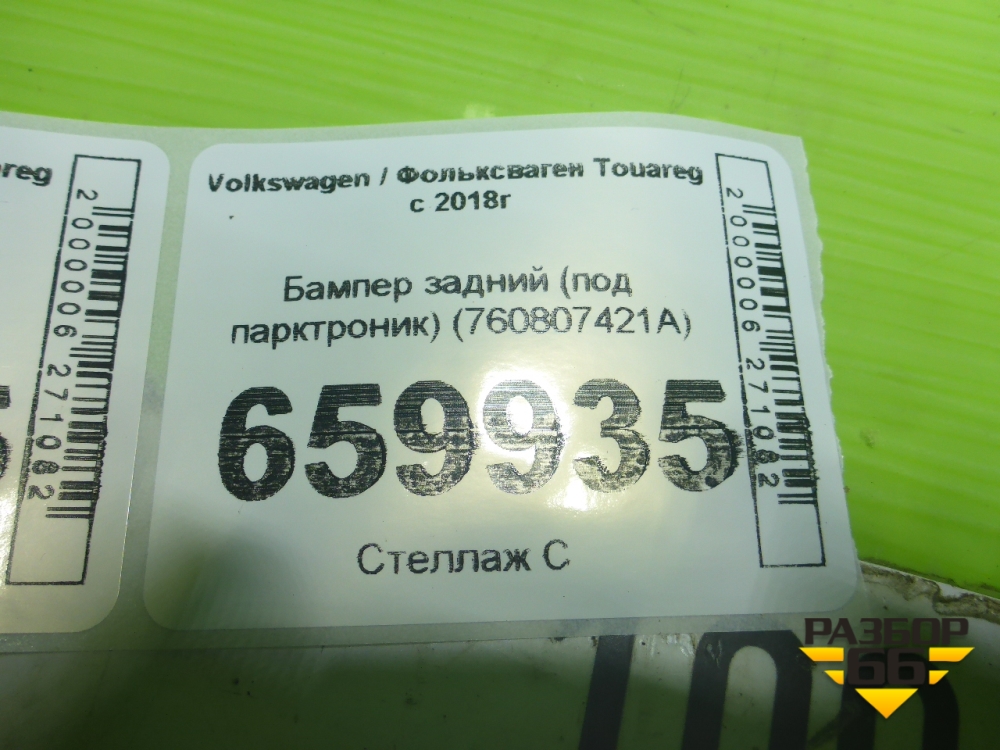 reg
2000006271082
Volkswagen / Фольксваген Touareg
с 2018г
Бампер задний (под
парктроник) (760807421A)
659935
Стеллаж С
2000006271082
РАЗБОР
66